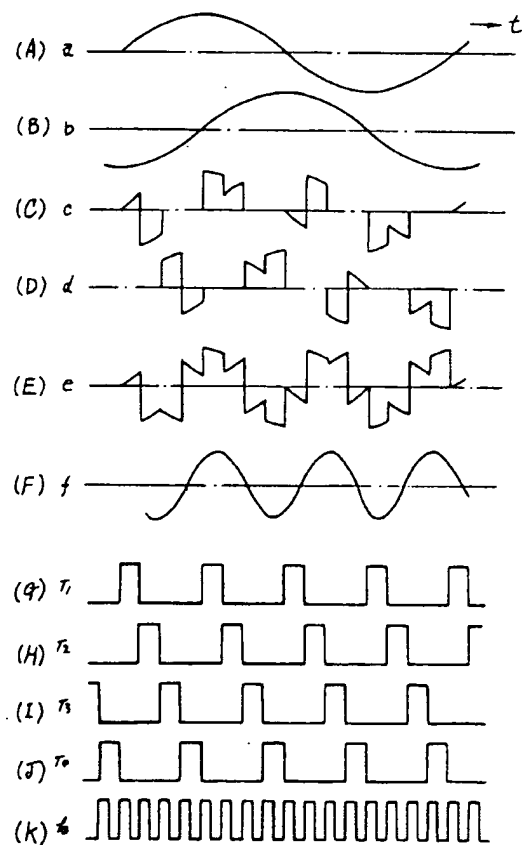 → t
(A) a
(B) b
(C) c
(D) d
(E) e
(F) f
(G) T1
(H) T2
(I) T3
(J) T0
(K)